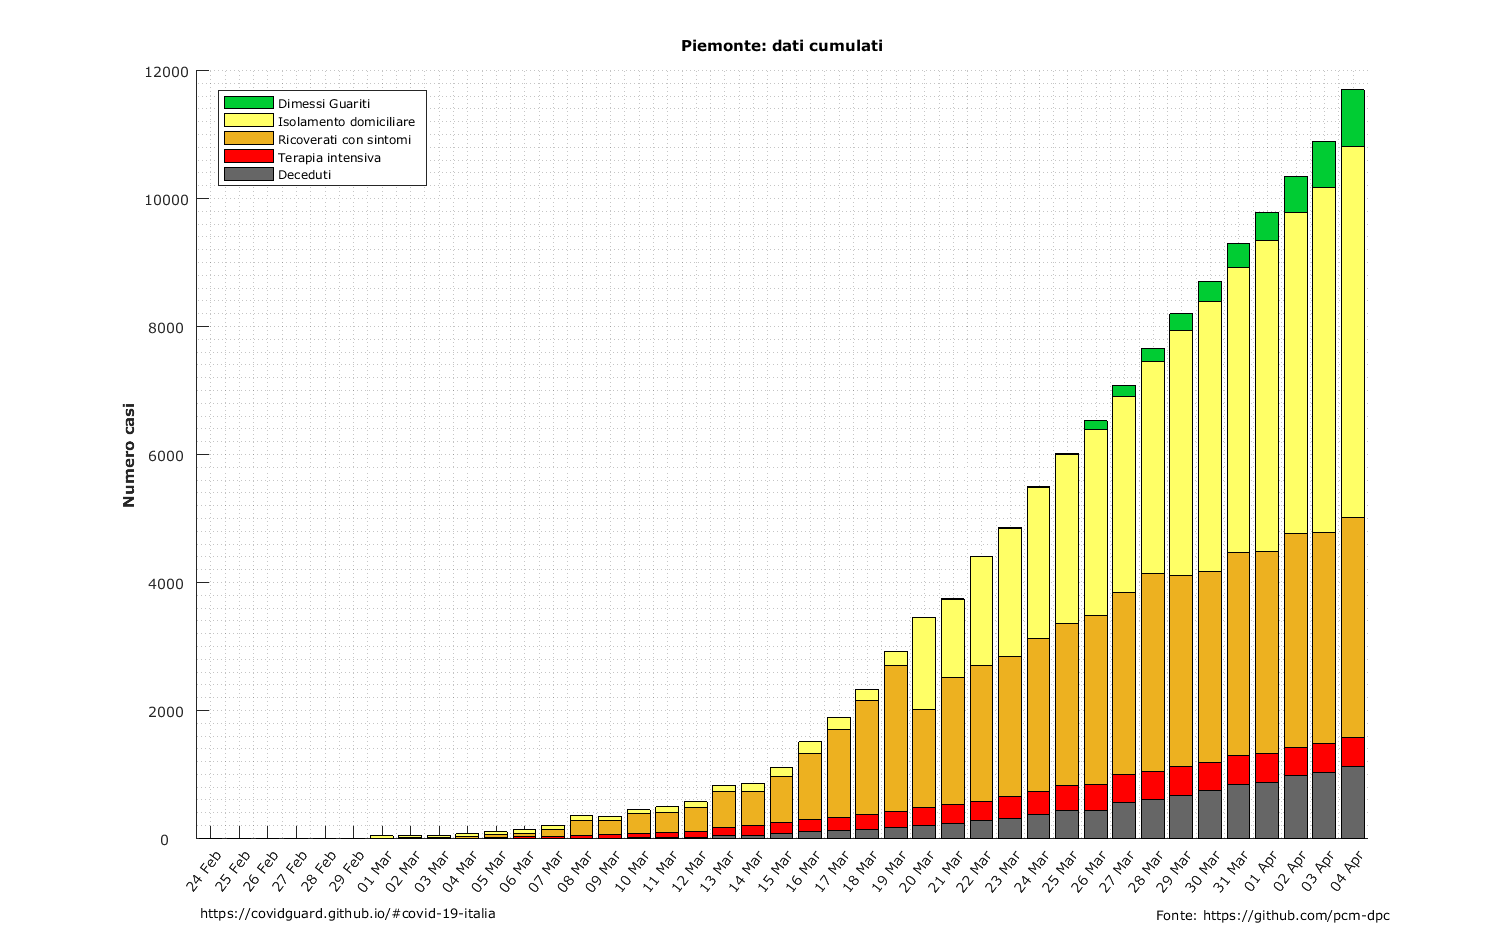 Piemonte: dati cumulati
12000
10000
8000
6000
4000
2000
0
Numero casi
Dimessi Guariti
Isolamento domiciliare
Ricoverati con sintomi
Terapia intensiva
Deceduti
24 Feb
25 Feb
26 Feb
27 Feb
28 Feb
29 Feb
01 Mar
02 Mar
03 Mar
04 Mar
05 Mar
06 Mar
07 Mar
08 Mar
09 Mar
10 Mar
11 Mar
12 Mar
13 Mar
14 Mar
15 Mar
16 Mar
17 Mar
18 Mar
19 Mar
20 Mar
21 Mar
22 Mar
23 Mar
24 Mar
25 Mar
26 Mar
27 Mar
28 Mar
29 Mar
30 Mar
31 Mar
01 Apr
02 Apr
03 Apr
04 Apr
https://covidguard.github.io/#covid-19-italia
Fonte: https://github.com/pcm-dpc